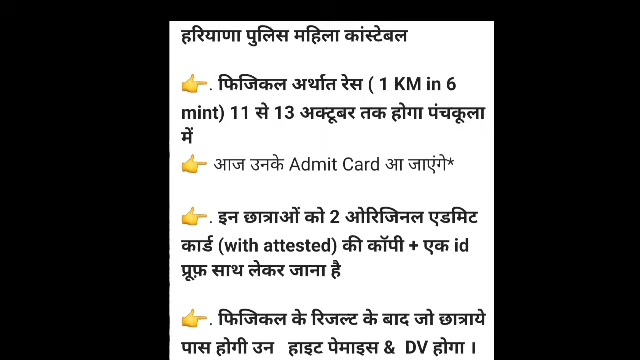 हरियाणा पुलिस महिला कांस्टेबल
👉. फिजिकल अर्थात रेस ( 1 KM in 6
mint) 11 से 13 अक्टूबर तक होगा पंचकूला
में
👉 आज उनके Admit Card आ जाएंगे*
👉. इन छात्राओं को 2 ओरिजिनल एडमिट
कार्ड (with attested) की कॉपी + एक id
प्रूफ़ साथ लेकर जाना है
👉. फिजिकल के रिजल्ट के बाद जो छात्राये
पास होगी उन हाइट पेमाइस & DV होगा ।